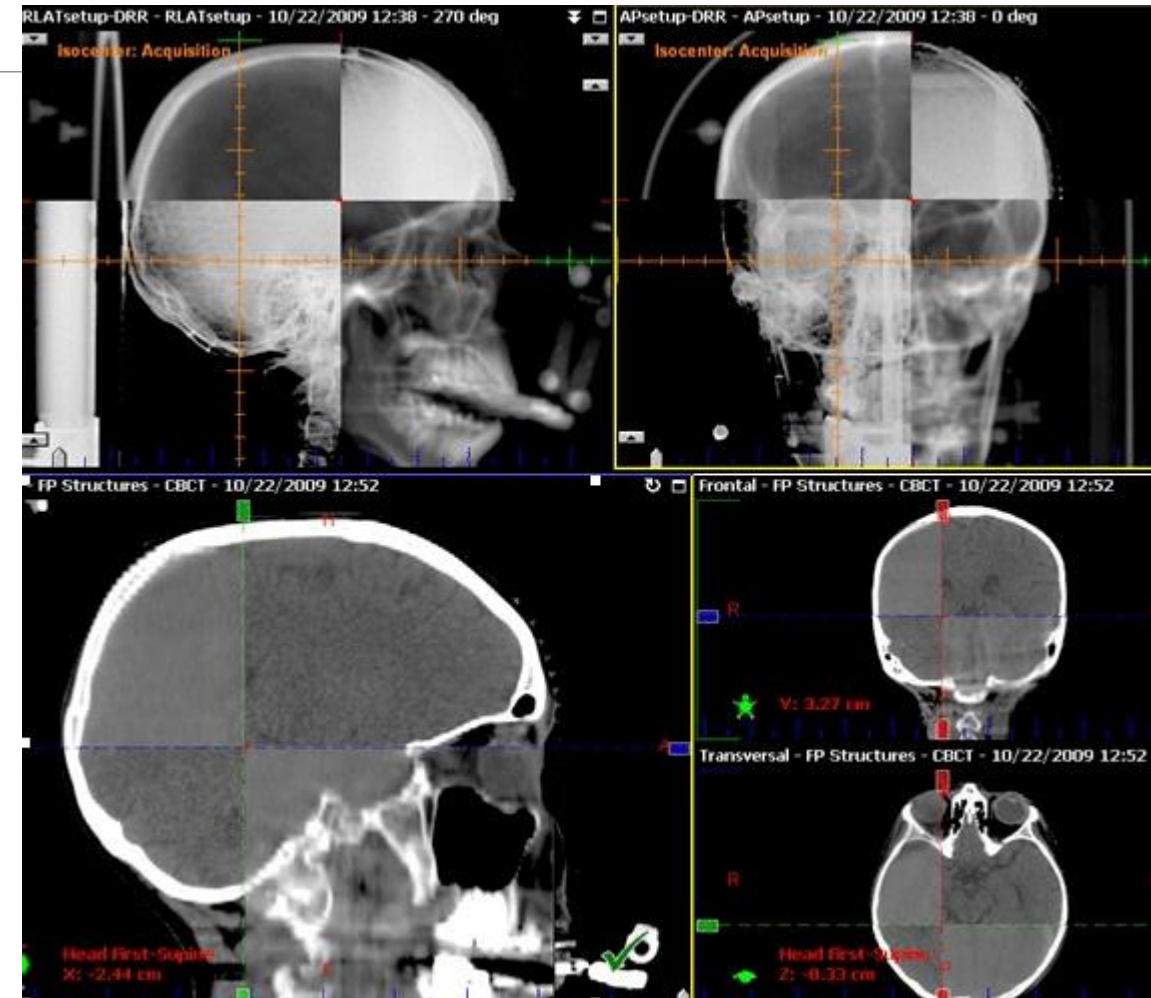 RLATsetup-DRR - RLATsetup - 10/22/2009 12:38 - 270 deg
Isocenter: Acquisition
APsetup-DRR - APsetup - 10/22/2009 12:38 - 0 deg
Isocenter: Acquisition
- FP Structures - CBCT - 10/22/2009 12:52
H
A
Head First-Supine
X: -2.44 cm
Frontal - FP Structures - CBCT - 10/22/2009 12:52
R
Y: 3.27 cm
Transversal - FP Structures - CBCT - 10/22/2009 12:52
R
Head First-Supine
Z: -0.33 cm